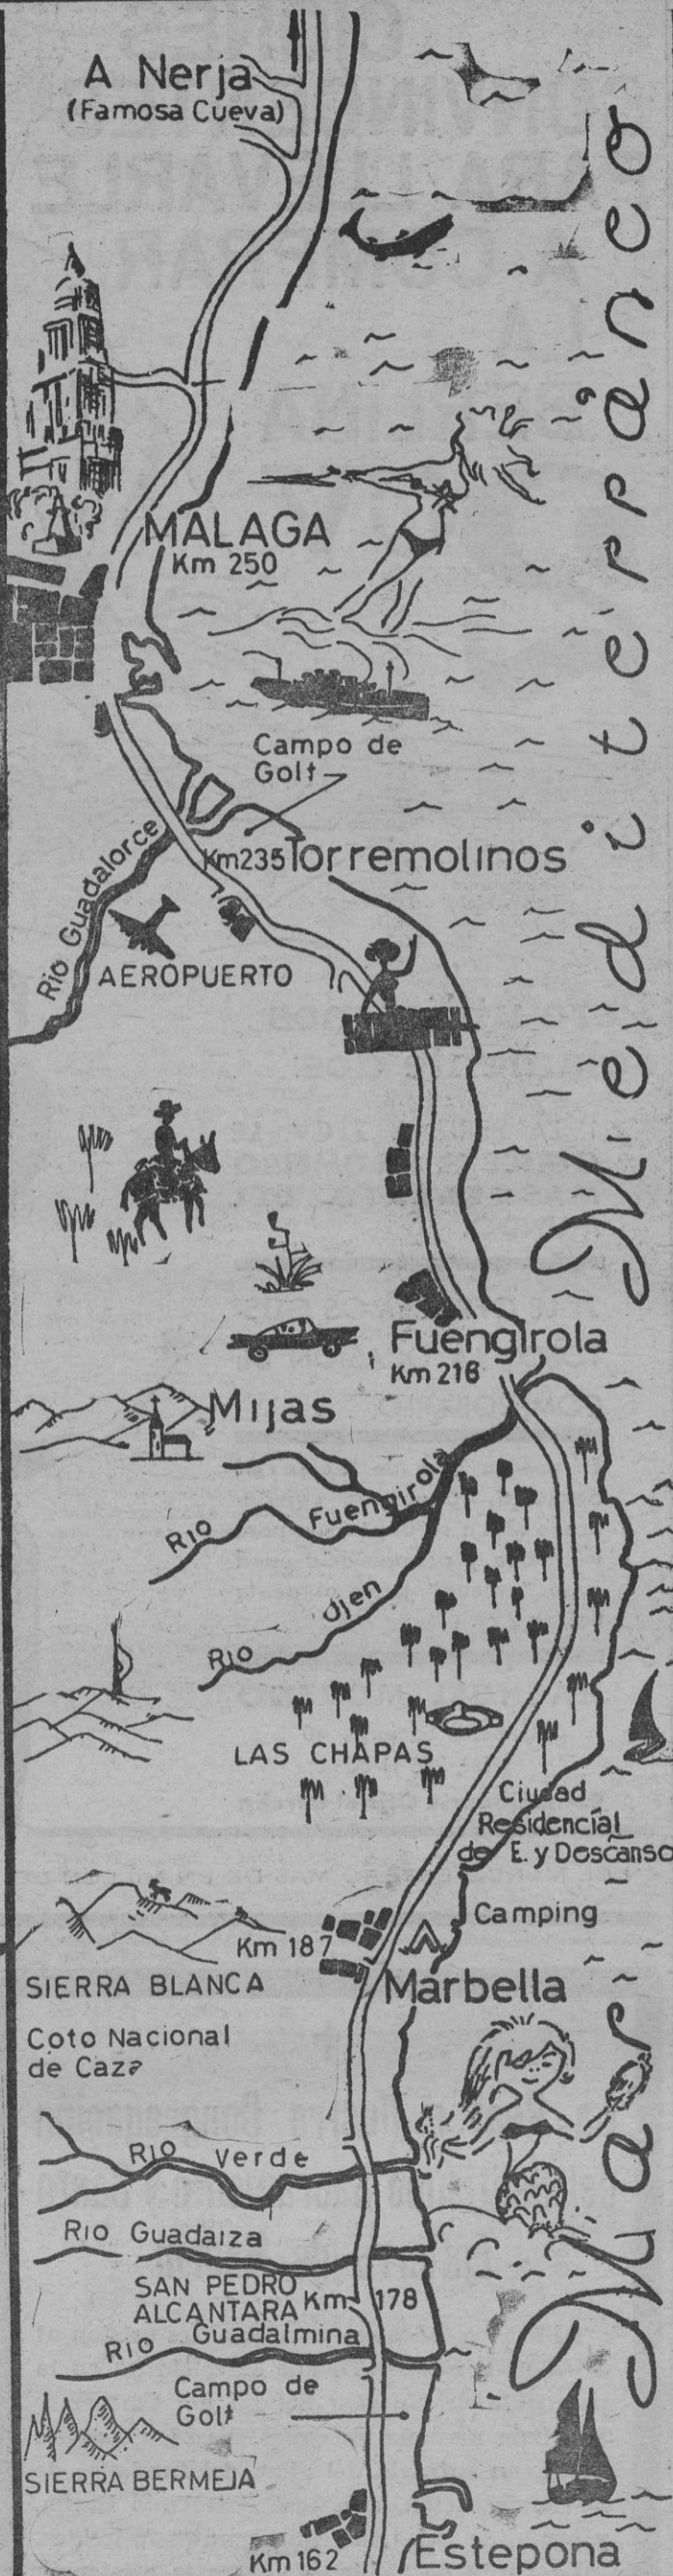 A Nerja
(Famosa Cueva)
MALAGA
Km 250
Campo de
Golf
Km235 Torremolinos
Rio Guadalorce
AEROPUERTO
Fuengirola
Km 216
Mijas
Rio Fuengirola
Rio Ojen
LAS CHAPAS
Ciudad
Residencial
de E. y Descanso
Camping
Km 187
Marbella
SIERRA BLANCA
Coto Nacional
de Caza
Rio Verde
Rio Guadaiza
SAN PEDRO
ALCANTARA Km 178
Rio Guadalmina
Campo de
Golf
SIERRA BERMEJA
Km 162
Estepona
Mar Mediterráneo